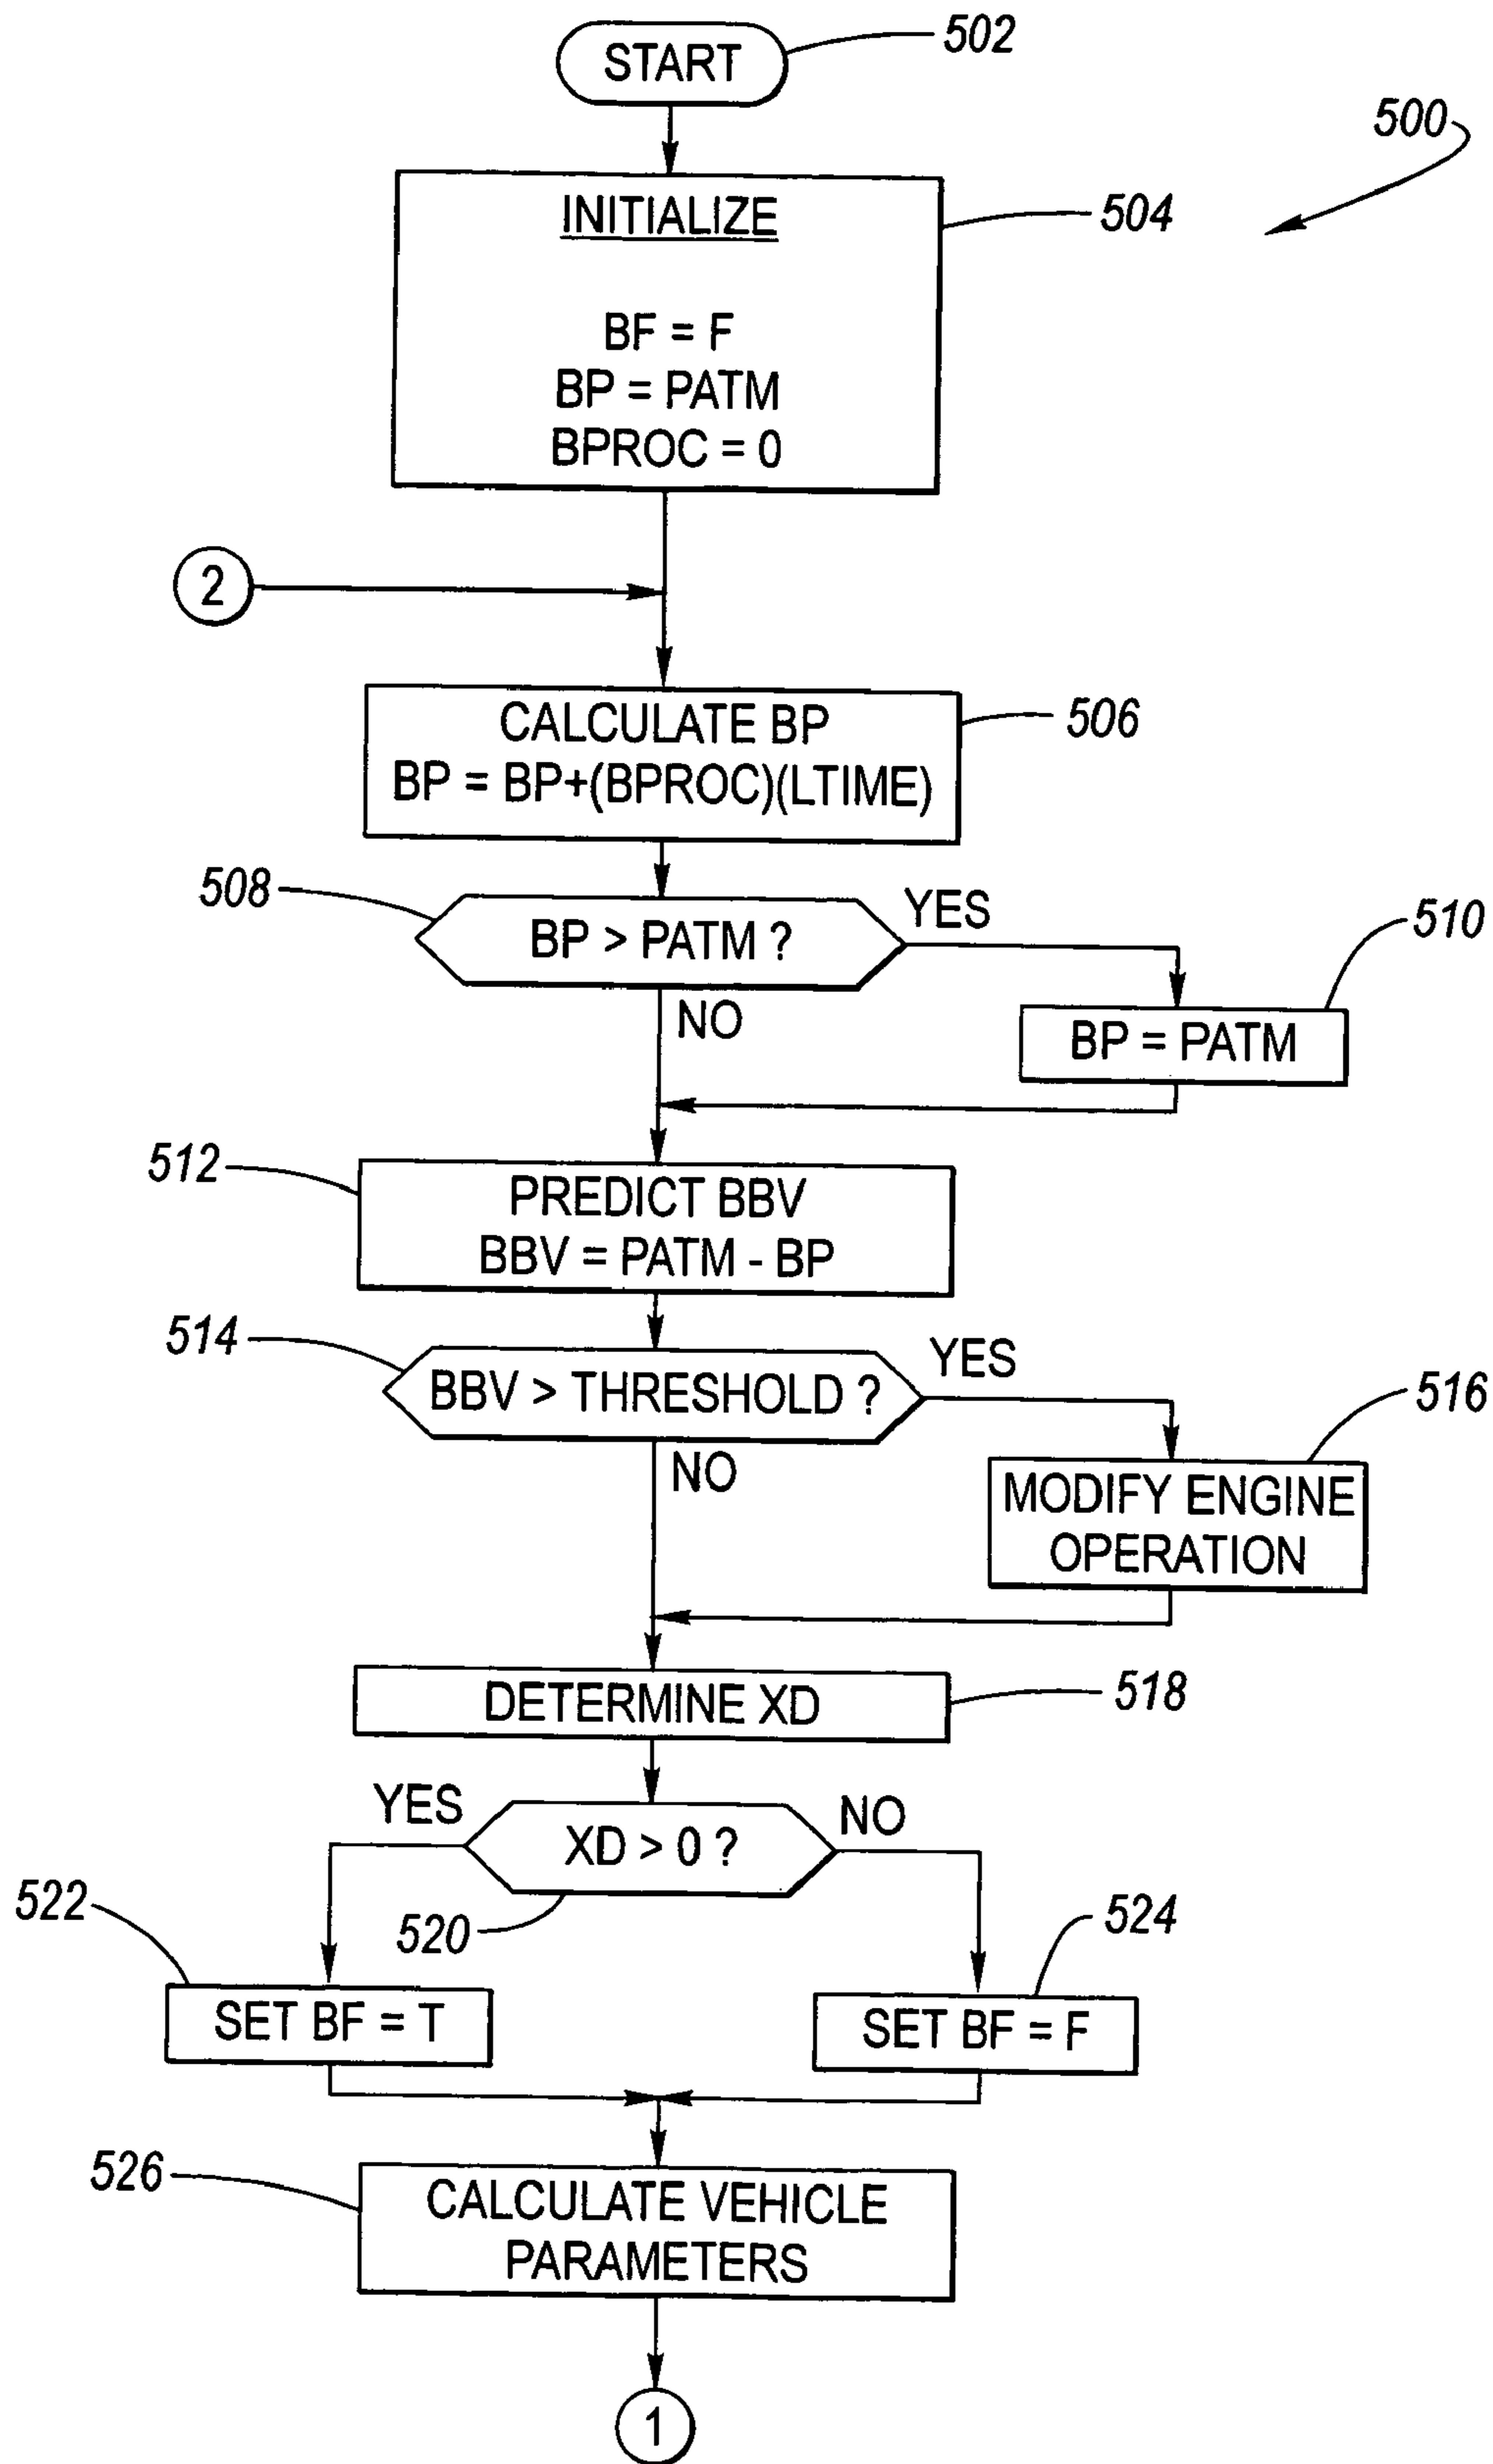 START
502
500
INITIALIZE
504
BF = F
BP = PATM
BPROC = 0
2
CALCULATE BP
BP = BP+(BPROC)(LTIME)
506
508
BP > PATM ?
YES
NO
510
BP = PATM
512
PREDICT BBV
BBV = PATM - BP
514
BBV > THRESHOLD ?
YES
NO
516
MODIFY ENGINE
OPERATION
DETERMINE XD
518
YES
XD > 0 ?
NO
520
522
SET BF = T
524
SET BF = F
526
CALCULATE VEHICLE
PARAMETERS
1